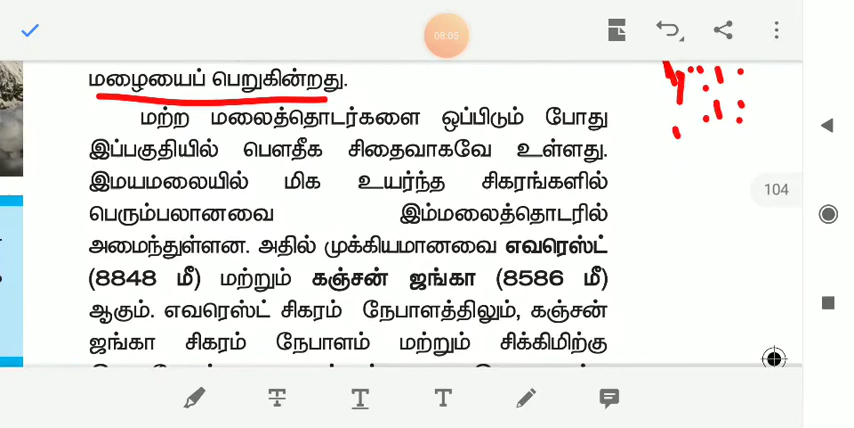 08:05
மழையைப் பெறுகின்றது.
மற்ற மலைத்தொடர்களை ஒப்பிடும் போது
இப்பகுதியில் பௌதீக சிதைவாகவே உள்ளது.
இமயமலையில் மிக உயர்ந்த சிகரங்களில்
பெரும்பலானவை இம்மலைத்தொடரில்
அமைந்துள்ளன. அதில் முக்கியமானவை எவரெஸ்ட்
(8848 மீ) மற்றும் கஞ்சன் ஜங்கா (8586 மீ)
ஆகும். எவரெஸ்ட் சிகரம் நேபாளத்திலும், கஞ்சன்
ஜங்கா சிகரம் நேபாளம் மற்றும் சிக்கிமிற்கு
104